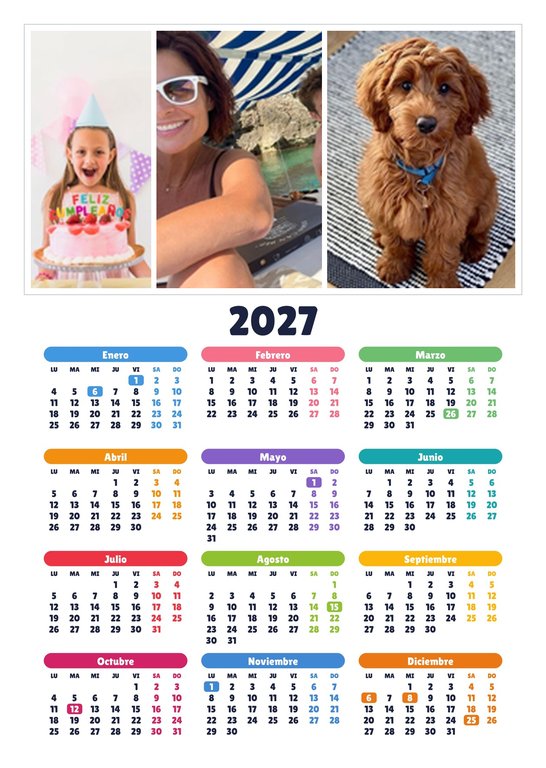 FELIZ
CUMPLEAÑOS
2027
Enero
LU MA MI JU VI SA DO
1 2 3
4 5 6 7 8 9 10
11 12 13 14 15 16 17
18 19 20 21 22 23 24
25 26 27 28 29 30 31
Febrero
LU MA MI JU VI SA DO
1 2 3 4 5 6 7
8 9 10 11 12 13 14
15 16 17 18 19 20 21
22 23 24 25 26 27 28
Marzo
LU MA MI JU VI SA DO
1 2 3 4 5 6 7
8 9 10 11 12 13 14
15 16 17 18 19 20 21
22 23 24 25 26 27 28
29 30 31
Abril
LU MA MI JU VI SA DO
1 2 3 4
5 6 7 8 9 10 11
12 13 14 15 16 17 18
19 20 21 22 23 24 25
26 27 28 29 30
Mayo
LU MA MI JU VI SA DO
1 2
3 4 5 6 7 8 9
10 11 12 13 14 15 16
17 18 19 20 21 22 23
24 25 26 27 28 29 30
31
Junio
LU MA MI JU VI SA DO
1 2 3 4 5 6
7 8 9 10 11 12 13
14 15 16 17 18 19 20
21 22 23 24 25 26 27
28 29 30
Julio
LU MA MI JU VI SA DO
1 2 3 4
5 6 7 8 9 10 11
12 13 14 15 16 17 18
19 20 21 22 23 24 25
26 27 28 29 30 31
Agosto
LU MA MI JU VI SA DO
1
2 3 4 5 6 7 8
9 10 11 12 13 14 15
16 17 18 19 20 21 22
23 24 25 26 27 28 29
30 31
Septiembre
LU MA MI JU VI SA DO
1 2 3 4 5
6 7 8 9 10 11 12
13 14 15 16 17 18 19
20 21 22 23 24 25 26
27 28 29 30
Octubre
LU MA MI JU VI SA DO
1 2 3
4 5 6 7 8 9 10
11 12 13 14 15 16 17
18 19 20 21 22 23 24
25 26 27 28 29 30 31
Noviembre
LU MA MI JU VI SA DO
1 2 3 4 5 6 7
8 9 10 11 12 13 14
15 16 17 18 19 20 21
22 23 24 25 26 27 28
29 30
Diciembre
LU MA MI JU VI SA DO
1 2 3 4 5
6 7 8 9 10 11 12
13 14 15 16 17 18 19
20 21 22 23 24 25 26
27 28 29 30 31